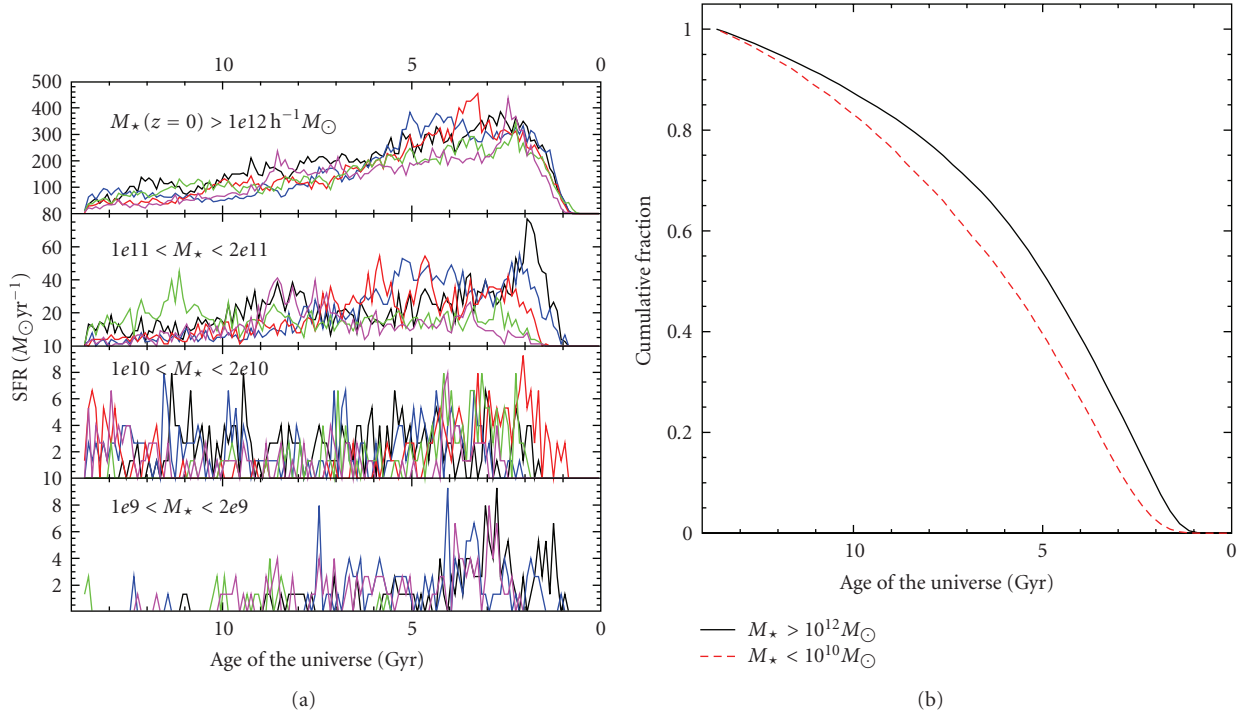 10 5 0
500
400
300
200
100
80
60
40
20
10
8
6
4
2
10
8
6
4
2
M⋆(z = 0) > 1e12 h⁻¹M☉
1e11 < M⋆ < 2e11
1e10 < M⋆ < 2e10
1e9 < M⋆ < 2e9
SFR (M☉yr⁻¹)
10 5 0
Age of the universe (Gyr)
(a)
1
0.8
0.6
0.4
0.2
0
Cumulative fraction
10 5 0
Age of the universe (Gyr)
M⋆ > 10¹²M☉
M⋆ < 10¹⁰M☉
(b)